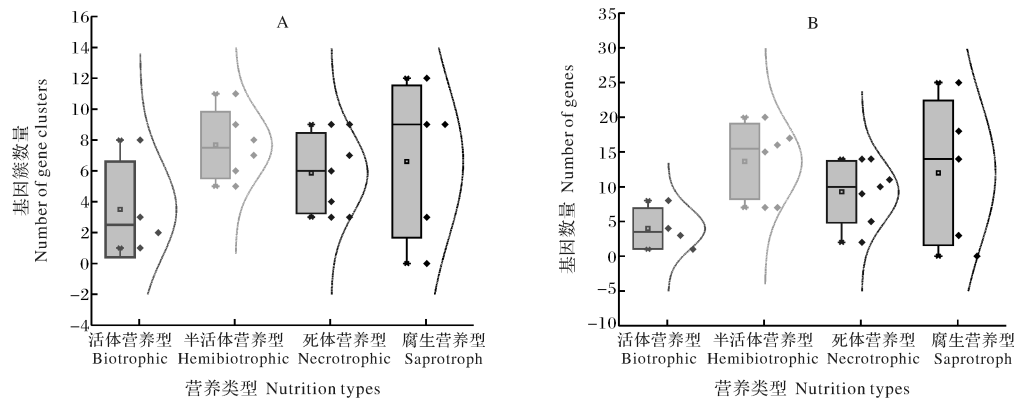 A
基因簇数量
Number of gene clusters
16
14
12
10
8
6
4
2
0
−2
−4
活体营养型 半活体营养型 死体营养型 腐生营养型
Biotrophic Hemibiotrophic Necrotrophic Saprotroph
营养类型 Nutrition types
B
基因数量 Number of genes
35
30
25
20
15
10
5
0
−5
−10
活体营养型 半活体营养型 死体营养型 腐生营养型
Biotrophic Hemibiotrophic Necrotrophic Saprotroph
营养类型 Nutrition types